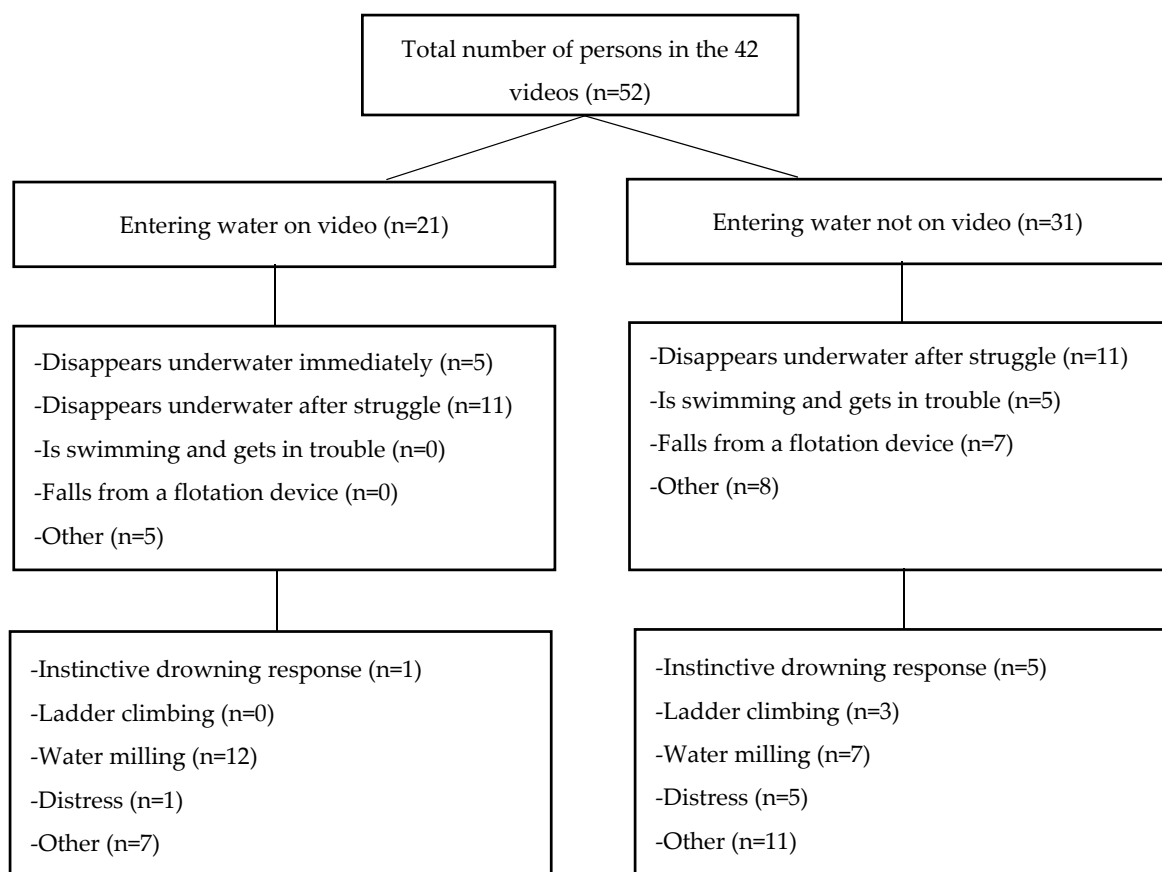 Total number of persons in the 42
videos (n=52)
Entering water on video (n=21)
Entering water not on video (n=31)
-Disappears underwater immediately (n=5)
-Disappears underwater after struggle (n=11)
-Is swimming and gets in trouble (n=0)
-Falls from a flotation device (n=0)
-Other (n=5)
-Disappears underwater after struggle (n=11)
-Is swimming and gets in trouble (n=5)
-Falls from a flotation device (n=7)
-Other (n=8)
-Instinctive drowning response (n=1)
-Ladder climbing (n=0)
-Water milling (n=12)
-Distress (n=1)
-Other (n=7)
-Instinctive drowning response (n=5)
-Ladder climbing (n=3)
-Water milling (n=7)
-Distress (n=5)
-Other (n=11)